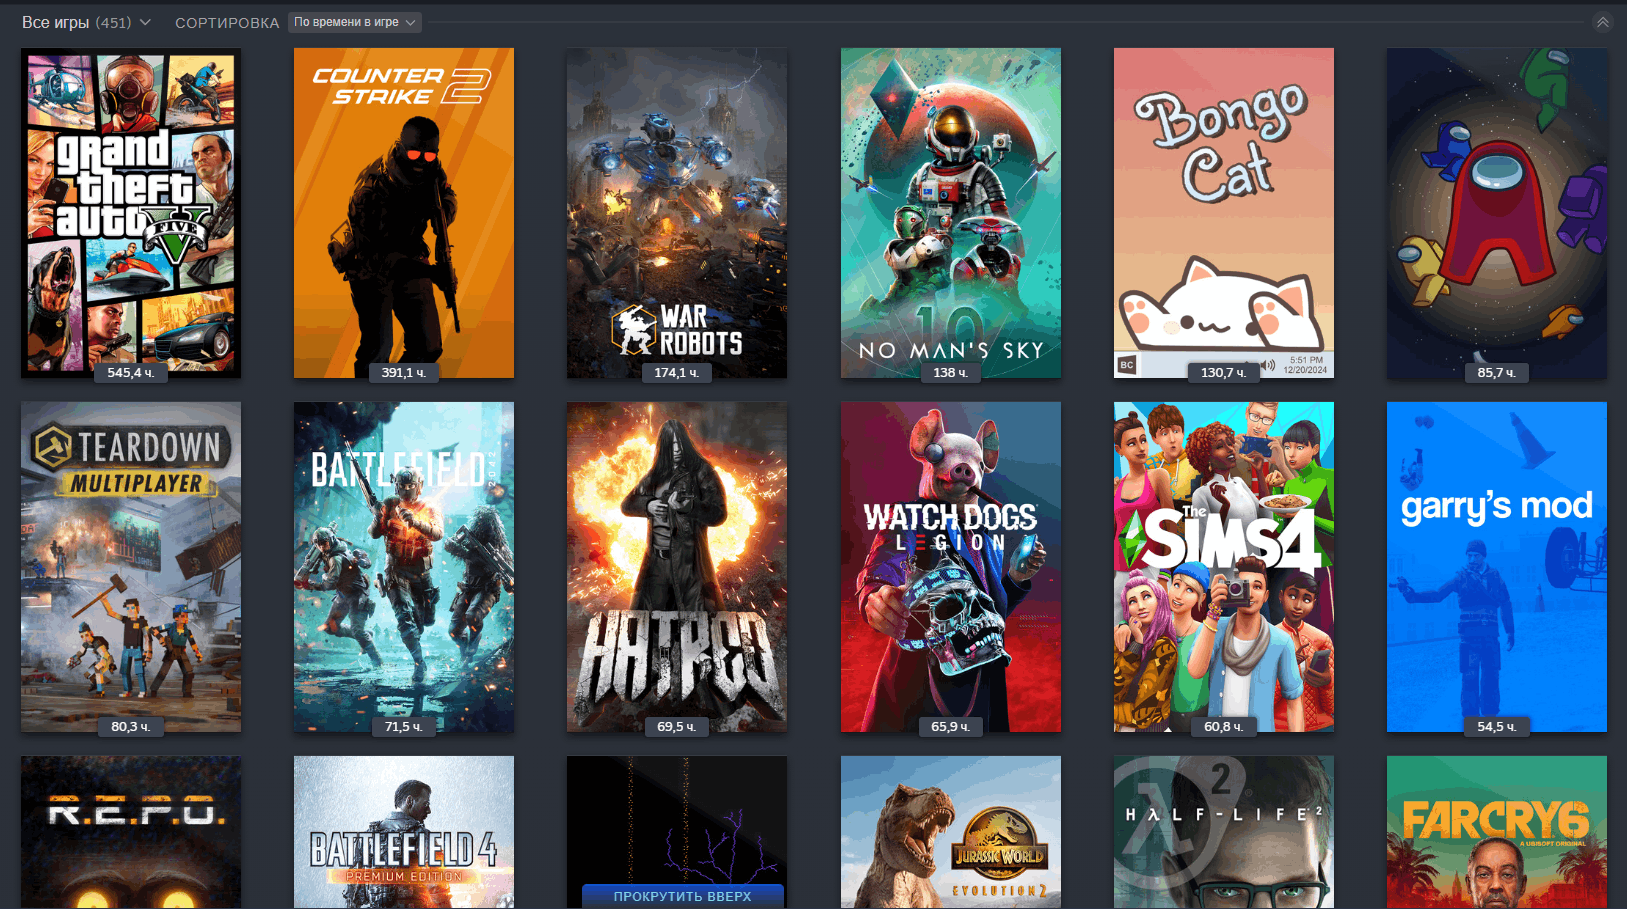 Все игры (451) СОРТИРОВКА По времени в игре
grand
theft
auto
FIVE
545,4 ч.
COUNTER
STRIKE 2
391,1 ч.
WAR
ROBOTS
174,1 ч.
10
NO MAN'S SKY
138 ч.
Bongo
Cat
BC
5:51 PM
12/20/2024
130,7 ч.
85,7 ч.
TEARDOWN
MULTIPLAYER
80,3 ч.
BATTLEFIELD 2042
71,5 ч.
HATRED
69,5 ч.
WATCH DOGS
LEGION
65,9 ч.
The
SIMS4
60,8 ч.
garry's mod
54,5 ч.
R.E.P.O.
BATTLEFIELD 4
PREMIUM EDITION
ПРОКРУТИТЬ ВВЕРХ
JURASSIC WORLD
EVOLUTION 2
2
HλLF-LIFE 2
FARCRY6
A UBISOFT ORIGINAL